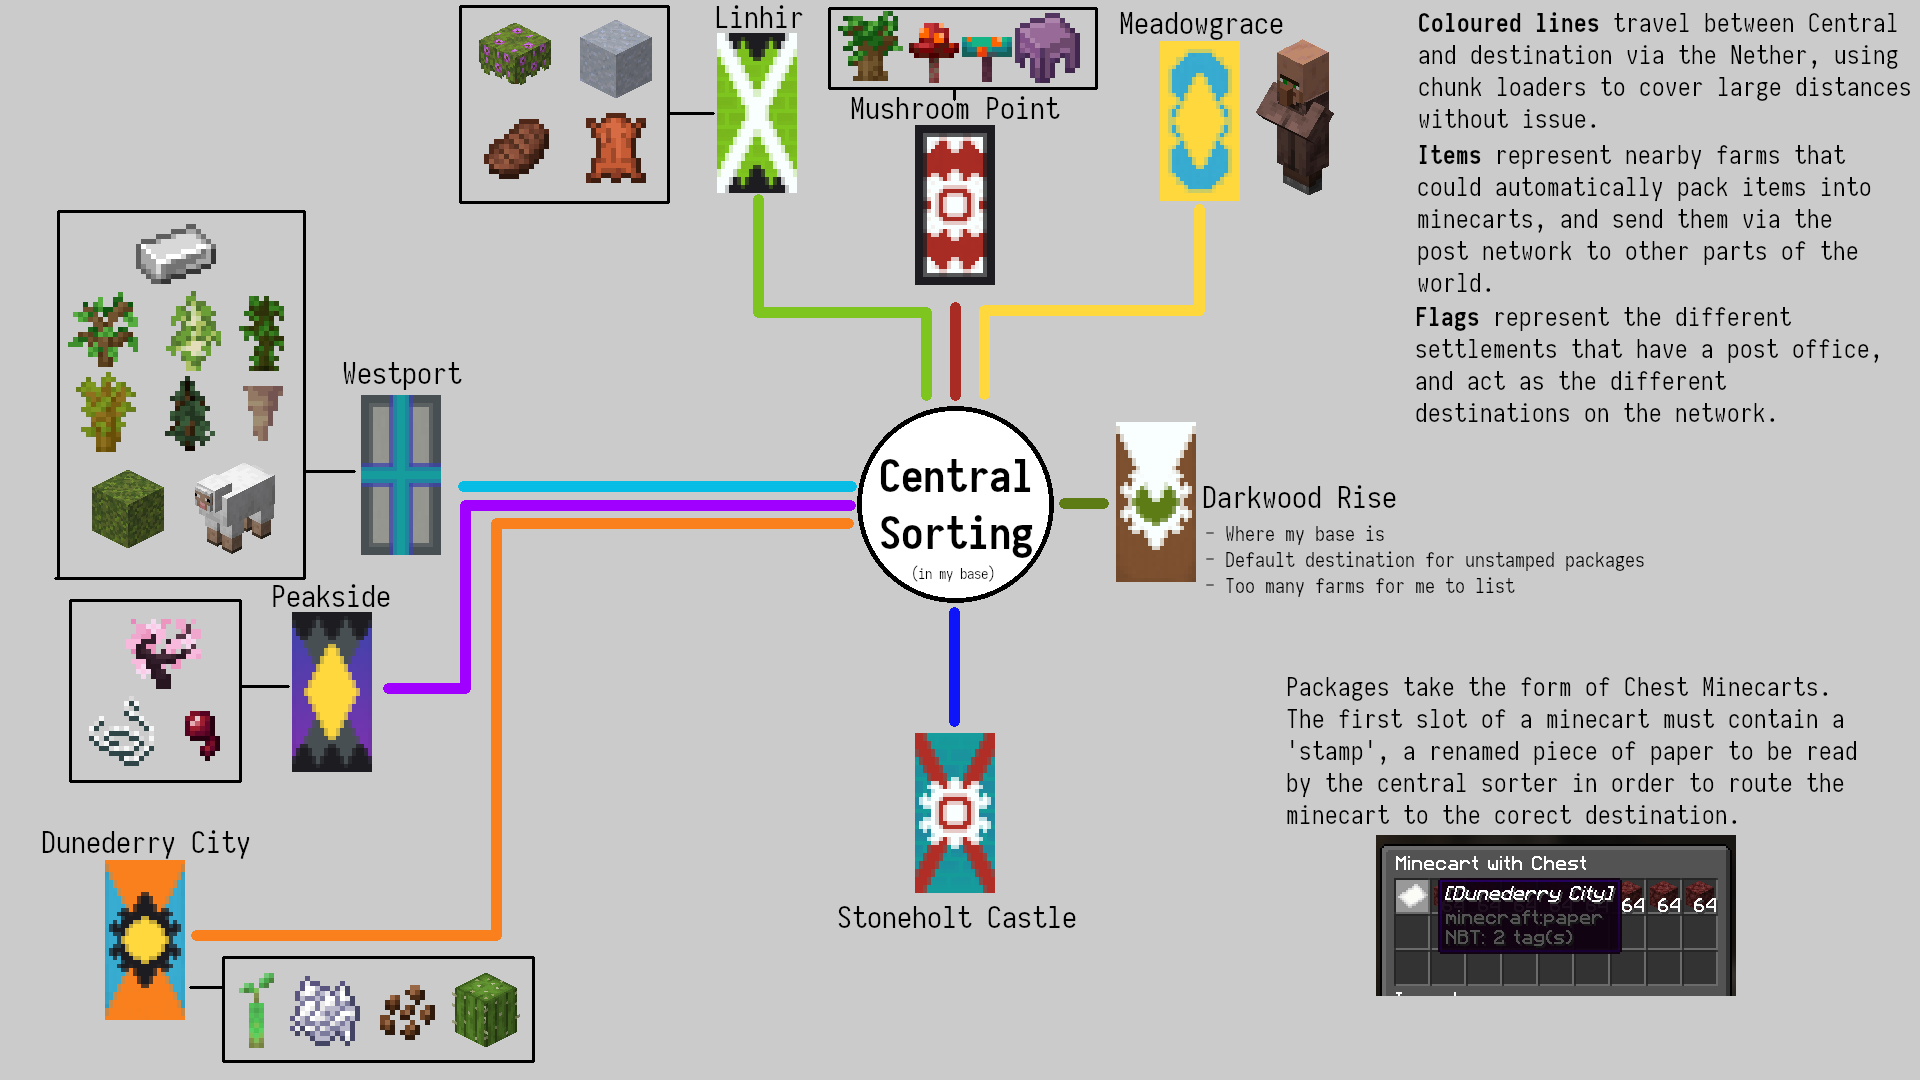 Linhir
Mushroom Point
Meadowgrace
Coloured lines travel between Central
and destination via the Nether, using
chunk loaders to cover large distances
without issue.
Items represent nearby farms that
could automatically pack items into
minecarts, and send them via the
post network to other parts of the
world.
Flags represent the different
settlements that have a post office,
and act as the different
destinations on the network.
Westport
Central
Sorting
(in my base)
Darkwood Rise
- Where my base is
- Default destination for unstamped packages
- Too many farms for me to list
Peakside
Dunederry City
Stoneholt Castle
Packages take the form of Chest Minecarts.
The first slot of a minecart must contain a
'stamp', a renamed piece of paper to be read
by the central sorter in order to route the
minecart to the corect destination.
Minecart with Chest
[Dunederry City]
minecraft:paper
NBT: 2 tag(s)
64 64 64